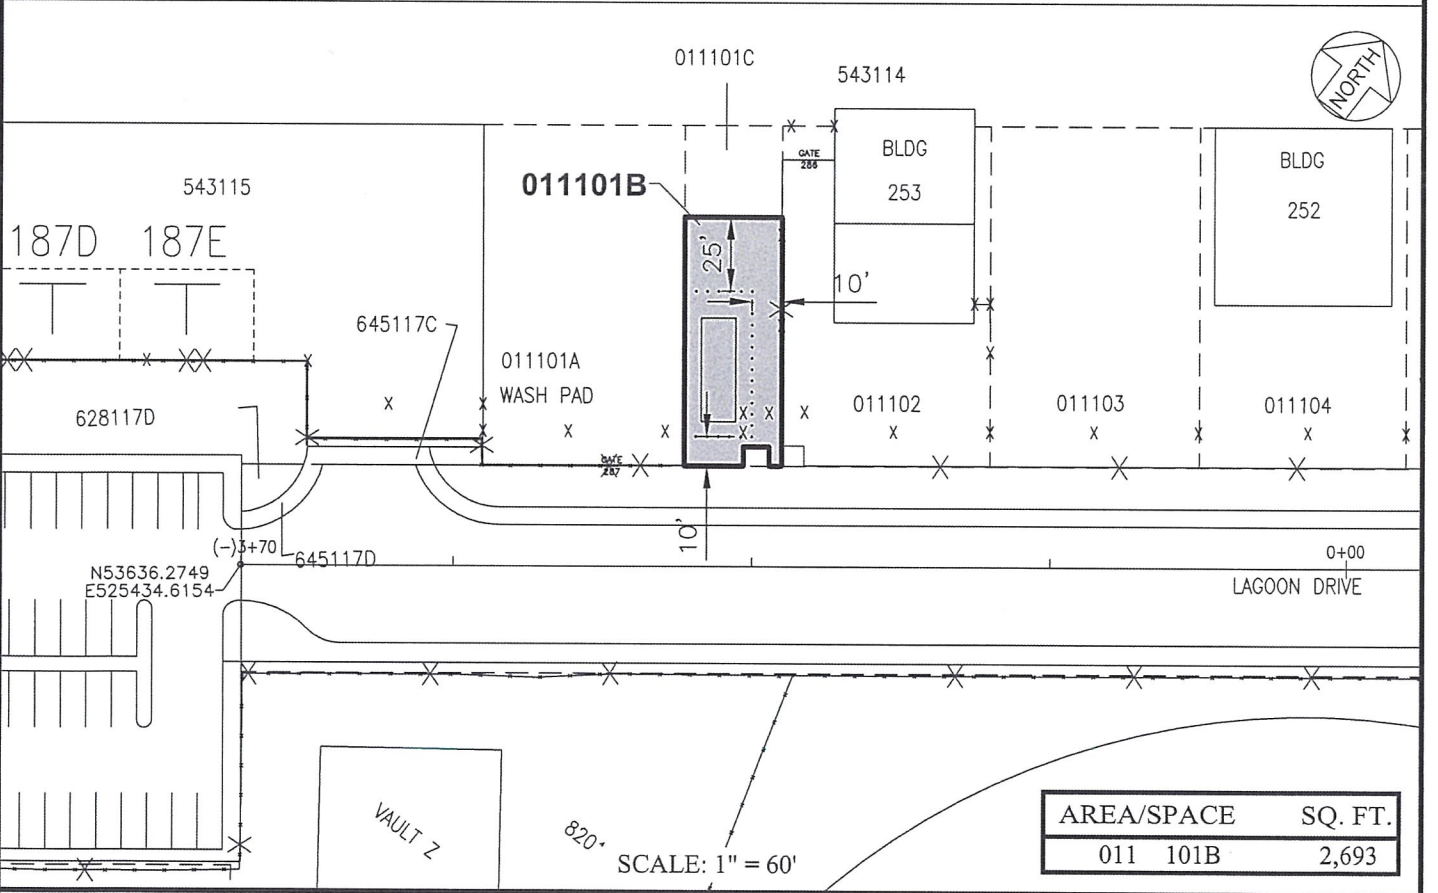 011101C
543114
NORTH
GATE
286
BLDG
253
BLDG
252
543115
011101B
187D
187E
25'
10'
645117C
011101A
WASH PAD
628117D
011102
011103
011104
GATE
287
10'
(-)3+70
645117D
N53636.2749
E525434.6154
0+00
LAGOON DRIVE
VAULT Z
820'
SCALE: 1" = 60'
AREA/SPACE SQ. FT.
011 101B 2,693